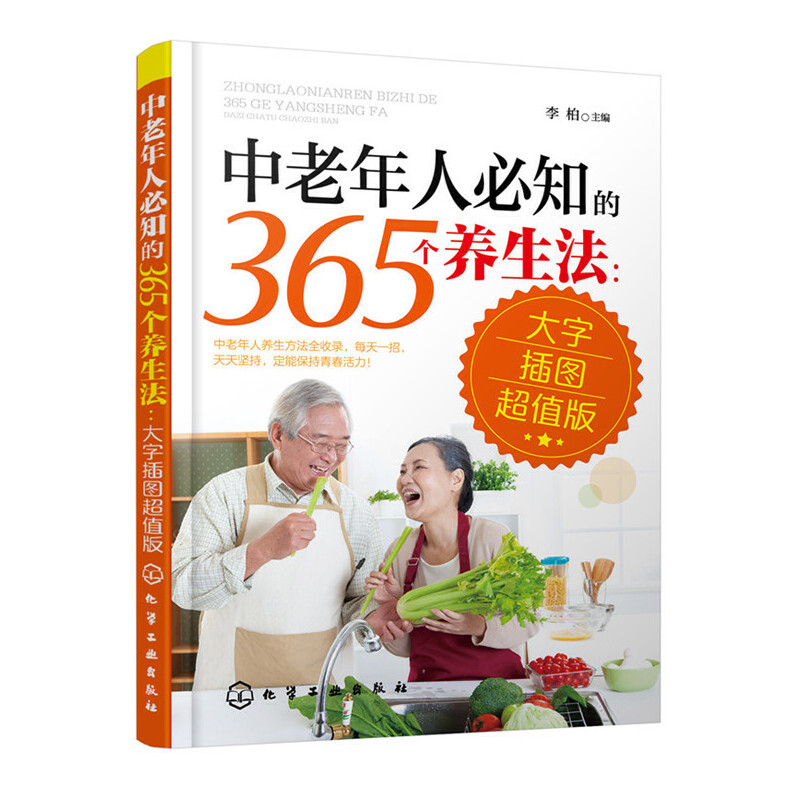 ZHONGLAONIANREN BIZHI DE
365 GE YANGSHENG FA
DAZI CHATU CHAOZHI BAN
李 柏 主编
中老年人必知的
365个养生法:
大字
插图
超值版
中老年人养生方法全收录,每天一招,
天天坚持,定能保持青春活力!
化学工业出版社
中老年人必知的365个养生法:大字插图超值版
化学工业出版社